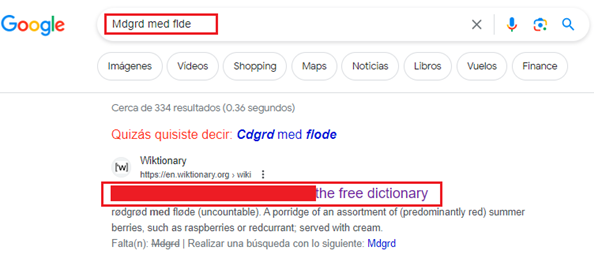 Google
Mdgrd med flde
Imágenes Vídeos Shopping Maps Noticias Libros Vuelos Finance
Cerca de 334 resultados (0.36 segundos)
Quizás quisiste decir: Cdgrd med flode
[w] Wiktionary
https://en.wiktionary.org › wiki
the free dictionary
rødgrød med fløde (uncountable). A porridge of an assortment of (predominantly red) summer
berries, such as raspberries or redcurrant; served with cream.
Falta(n): Mdgrd | Realizar una búsqueda con lo siguiente: Mdgrd